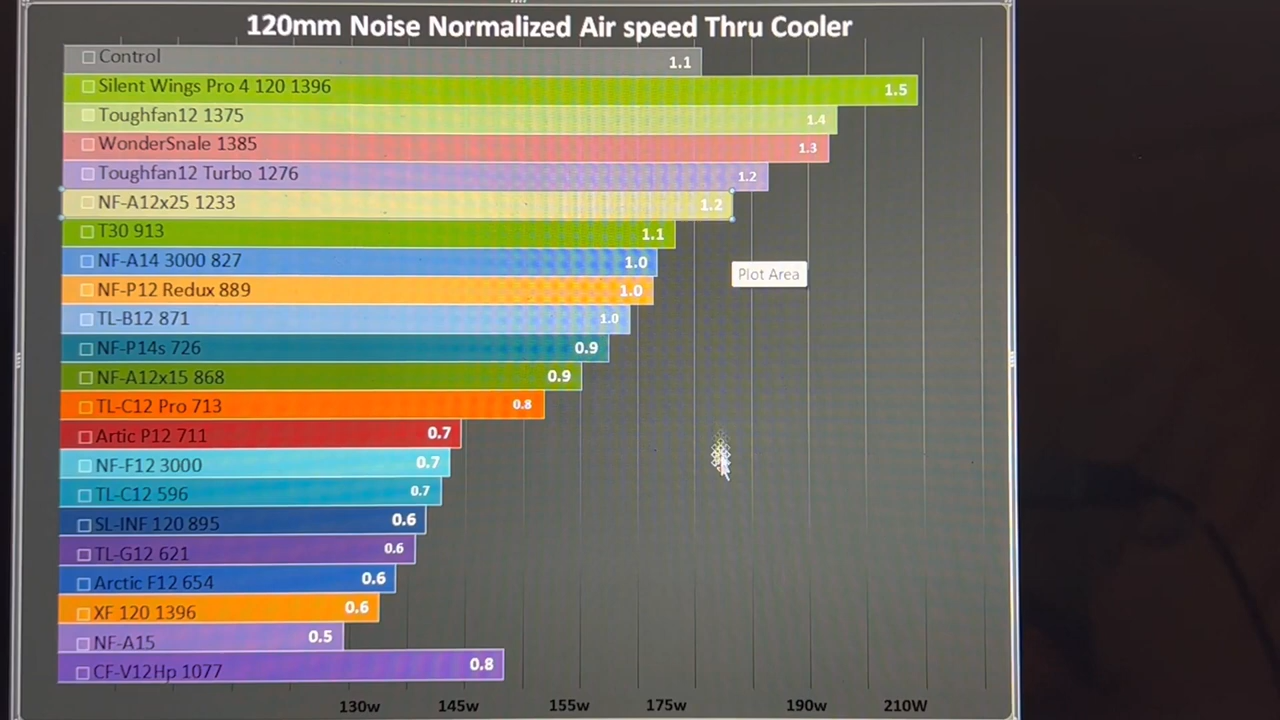 120mm Noise Normalized Air speed Thru Cooler
Control 1.1
Silent Wings Pro 4 120 1396 1.5
Toughfan12 1375 1.4
WonderSnale 1385 1.3
Toughfan12 Turbo 1276 1.2
NF-A12x25 1233 1.2
T30 913 1.1
NF-A14 3000 827 1.0
Plot Area
NF-P12 Redux 889 1.0
TL-B12 871 1.0
NF-P14s 726 0.9
NF-A12x15 868 0.9
TL-C12 Pro 713 0.8
Artic P12 711 0.7
NF-F12 3000 0.7
TL-C12 596 0.7
SL-INF 120 895 0.6
TL-G12 621 0.6
Arctic F12 654 0.6
XF 120 1396 0.6
NF-A15 0.5
CF-V12Hp 1077 0.8
130w 145w 155w 175w 190w 210W